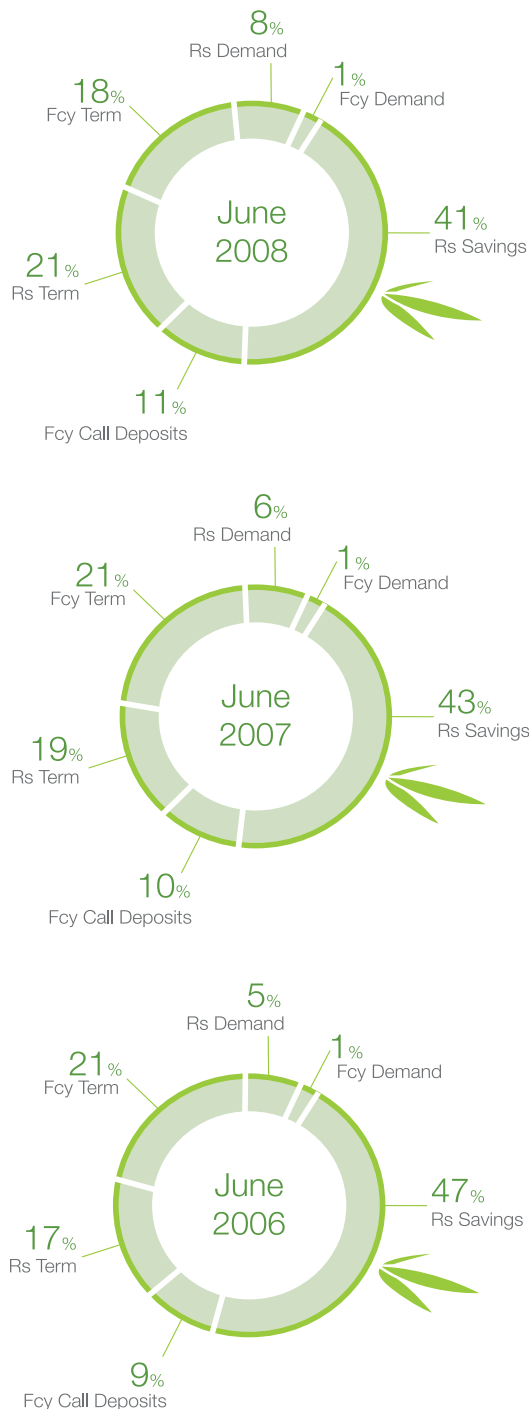 8%
Rs Demand
1%
Fcy Demand
18%
Fcy Term
June
2008
41%
Rs Savings
21%
Rs Term
11%
Fcy Call Deposits
6%
Rs Demand
1%
Fcy Demand
21%
Fcy Term
June
2007
43%
Rs Savings
19%
Rs Term
10%
Fcy Call Deposits
5%
Rs Demand
1%
Fcy Demand
21%
Fcy Term
June
2006
47%
Rs Savings
17%
Rs Term
9%
Fcy Call Deposits